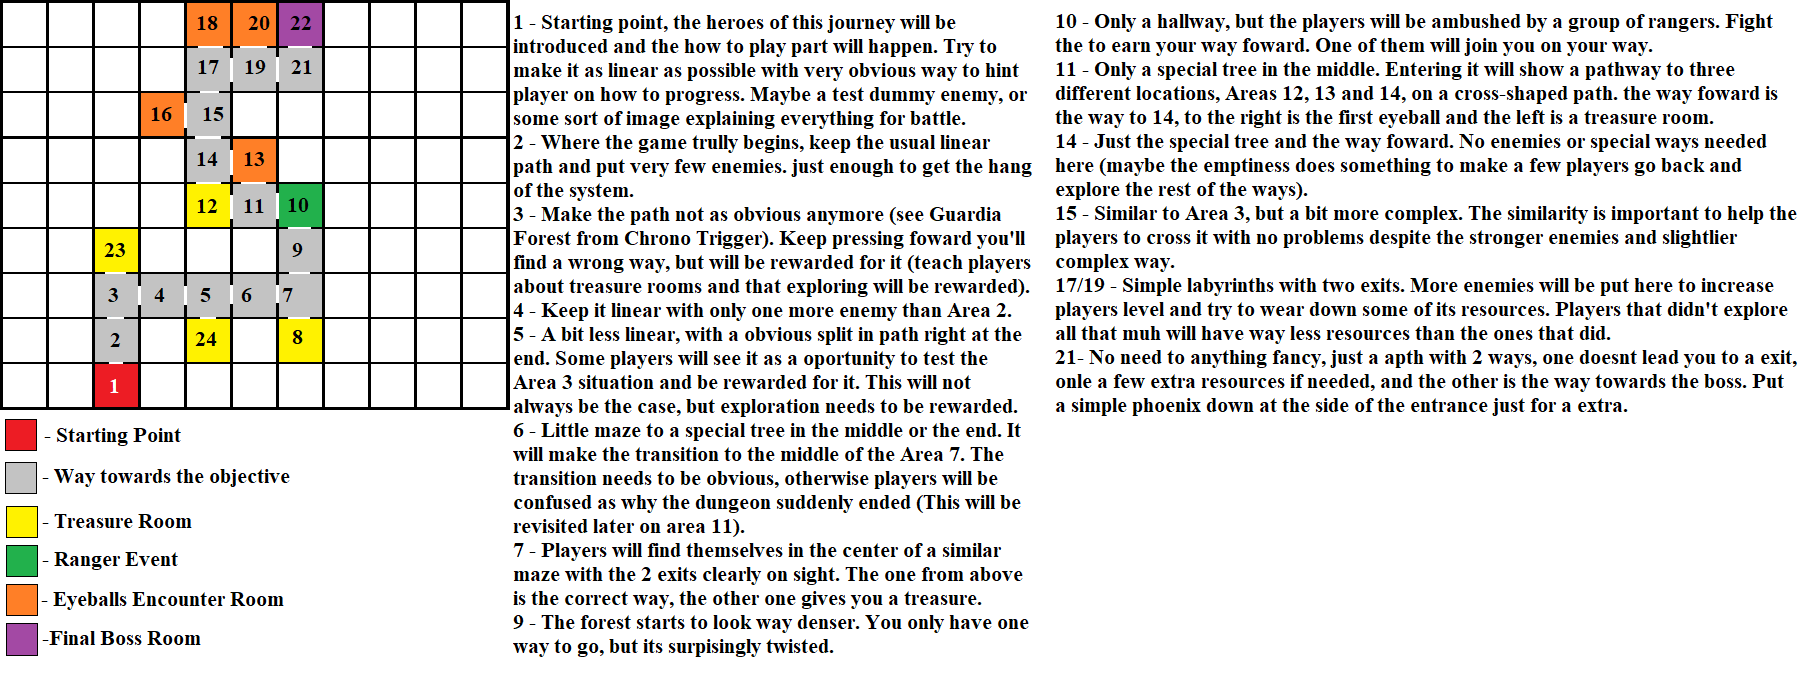 18 20 22
17 19 21
16 15
14 13
12 11 10
23 9
3 4 5 6 7
2 24 8
1
- Starting Point
- Way towards the objective
- Treasure Room
- Ranger Event
- Eyeballs Encounter Room
-Final Boss Room
1 - Starting point, the heroes of this journey will be
introduced and the how to play part will happen. Try to
make it as linear as possible with very obvious way to hint
player on how to progress. Maybe a test dummy enemy, or
some sort of image explaining everything for battle.
2 - Where the game trully begins, keep the usual linear
path and put very few enemies. just enough to get the hang
of the system.
3 - Make the path not as obvious anymore (see Guardia
Forest from Chrono Trigger). Keep pressing foward you'll
find a wrong way, but will be rewarded for it (teach players
about treasure rooms and that exploring will be rewarded).
4 - Keep it linear with only one more enemy than Area 2.
5 - A bit less linear, with a obvious split in path right at the
end. Some players will see it as a oportunity to test the
Area 3 situation and be rewarded for it. This will not
always be the case, but exploration needs to be rewarded.
6 - Little maze to a special tree in the middle or the end. It
will make the transition to the middle of the Area 7. The
transition needs to be obvious, otherwise players will be
confused as why the dungeon suddenly ended (This will be
revisited later on area 11).
7 - Players will find themselves in the center of a similar
maze with the 2 exits clearly on sight. The one from above
is the correct way, the other one gives you a treasure.
9 - The forest starts to look way denser. You only have one
way to go, but its surpisingly twisted.
10 - Only a hallway, but the players will be ambushed by a group of rangers. Fight
the to earn your way foward. One of them will join you on your way.
11 - Only a special tree in the middle. Entering it will show a pathway to three
different locations, Areas 12, 13 and 14, on a cross-shaped path. the way foward is
the way to 14, to the right is the first eyeball and the left is a treasure room.
14 - Just the special tree and the way foward. No enemies or special ways needed
here (maybe the emptiness does something to make a few players go back and
explore the rest of the ways).
15 - Similar to Area 3, but a bit more complex. The similarity is important to help the
players to cross it with no problems despite the stronger enemies and slightlier
complex way.
17/19 - Simple labyrinths with two exits. More enemies will be put here to increase
players level and try to wear down some of its resources. Players that didn't explore
all that muh will have way less resources than the ones that did.
21- No need to anything fancy, just a apth with 2 ways, one doesnt lead you to a exit,
onle a few extra resources if needed, and the other is the way towards the boss. Put
a simple phoenix down at the side of the entrance just for a extra.